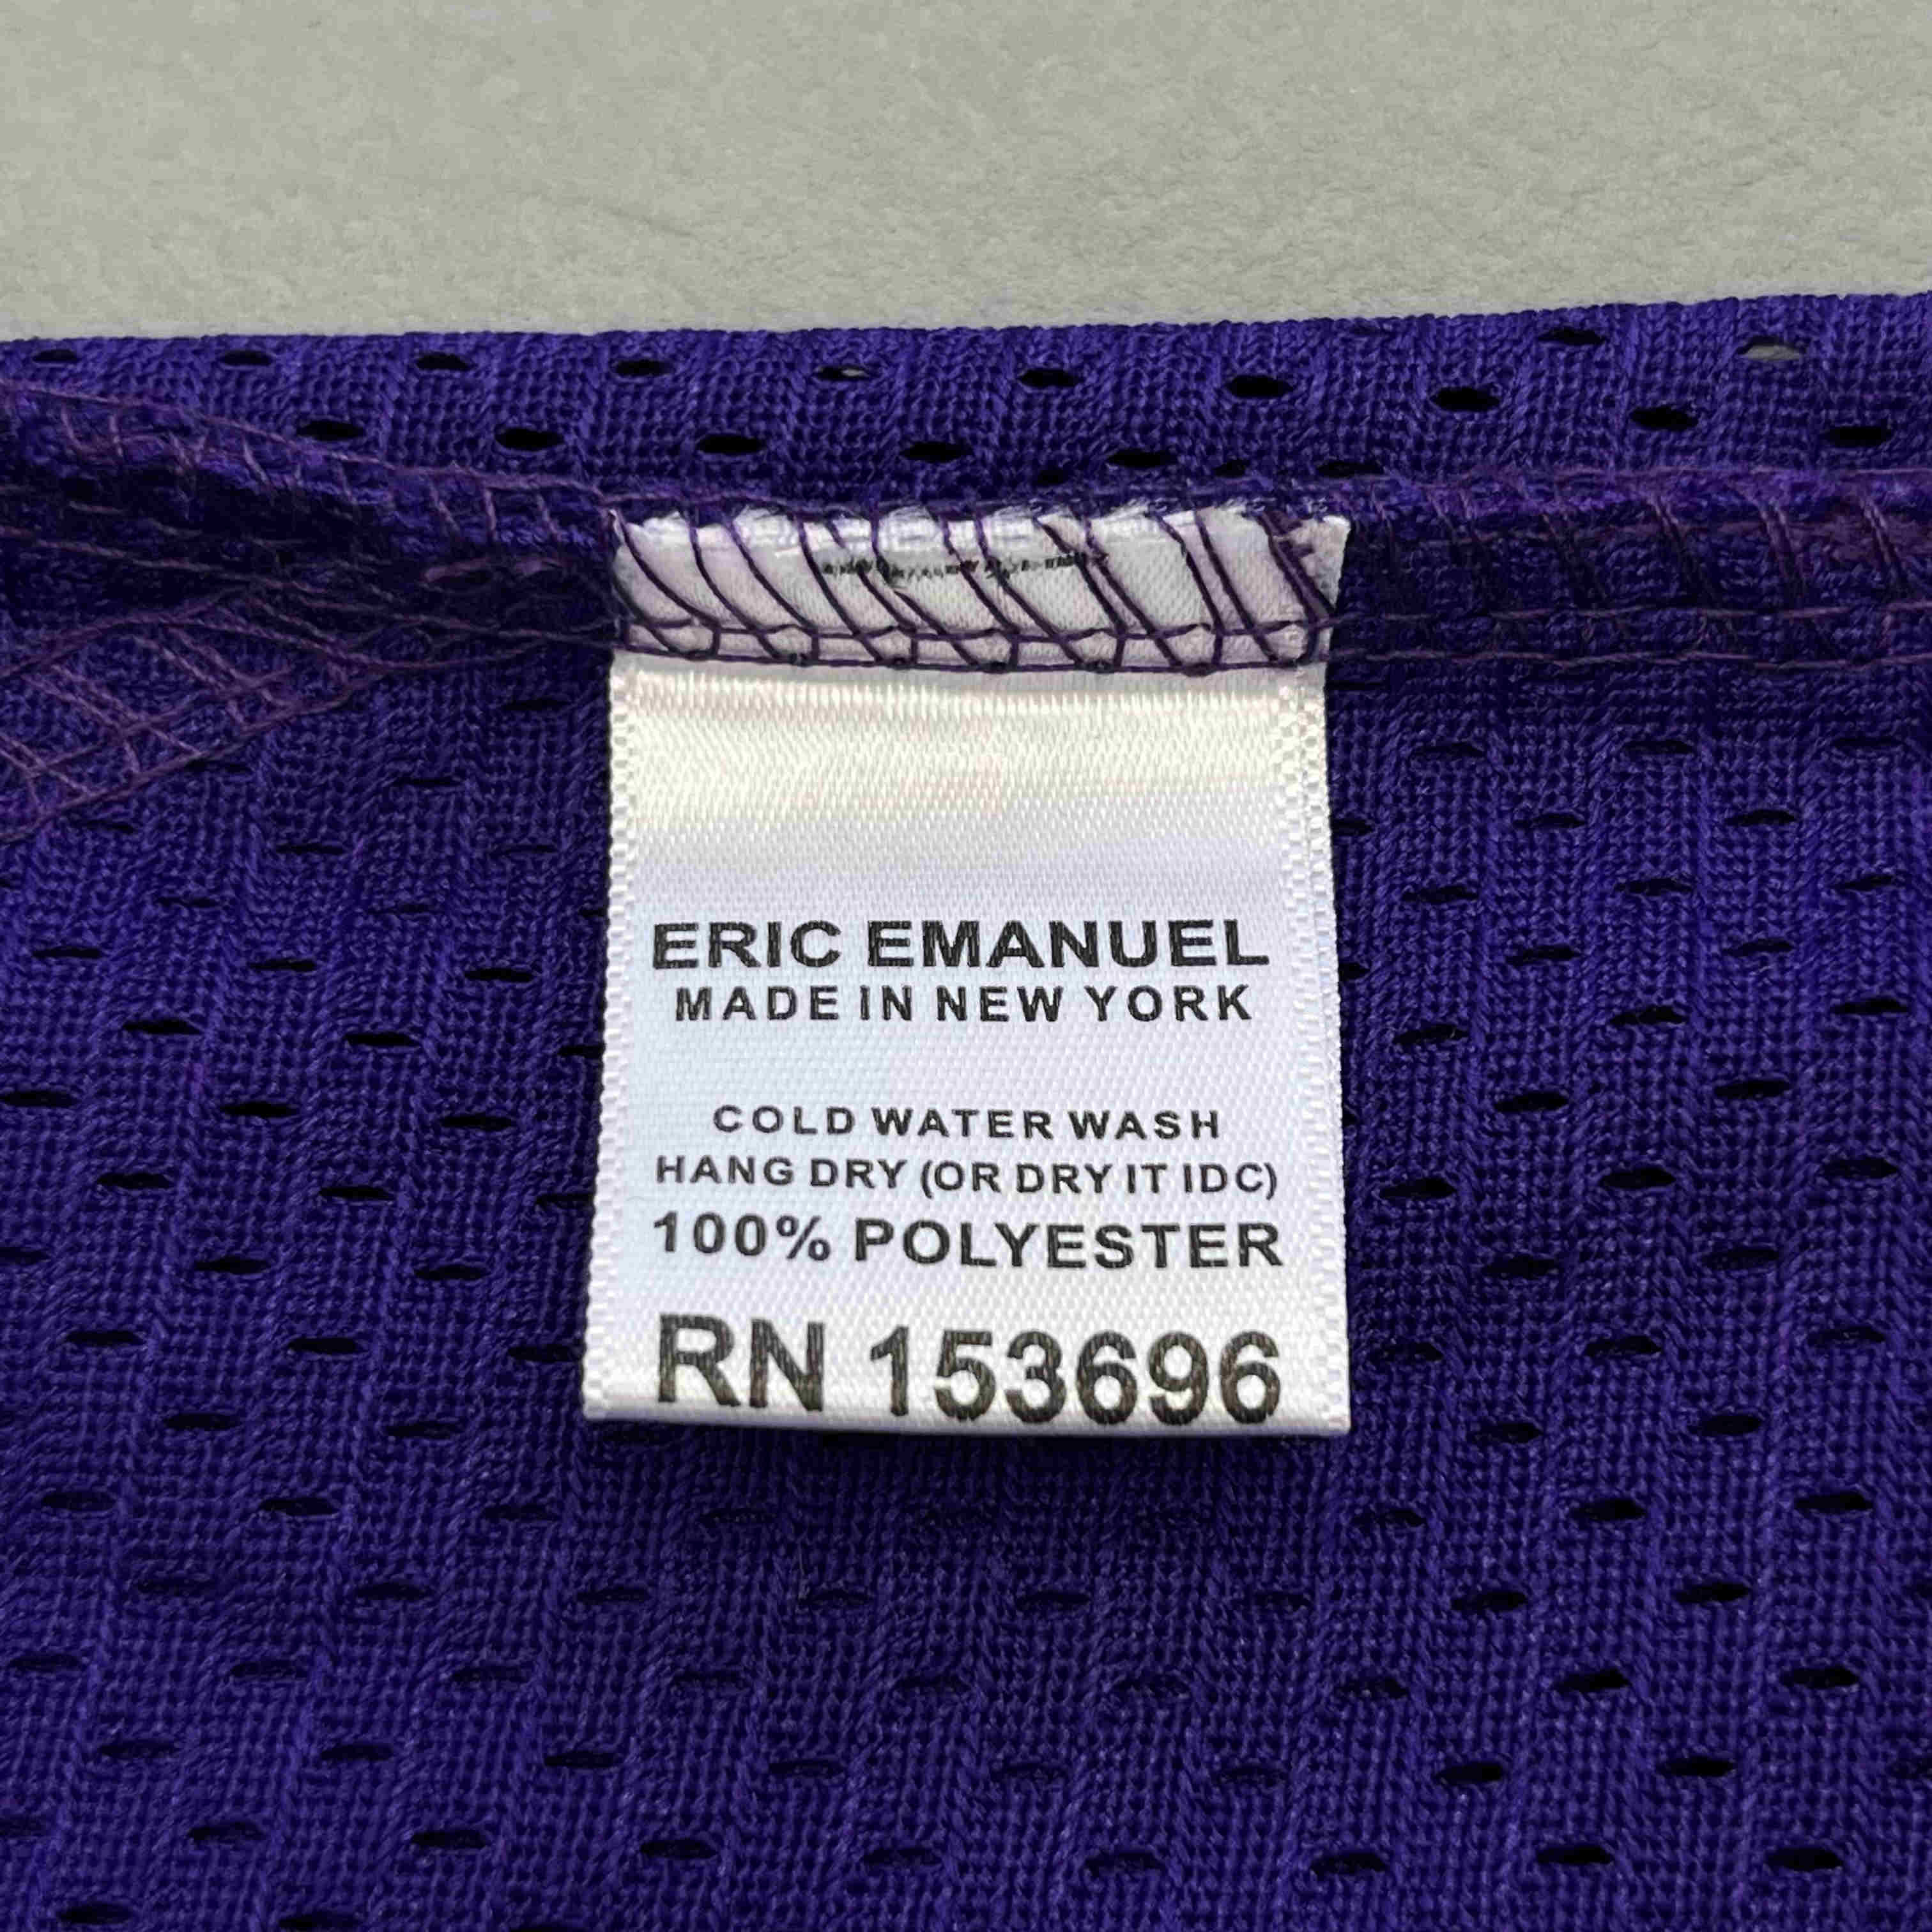 ERIC EMANUEL
MADE IN NEW YORK
COLD WATER WASH
HANG DRY (OR DRY IT IDC)
100% POLYESTER
RN 153696